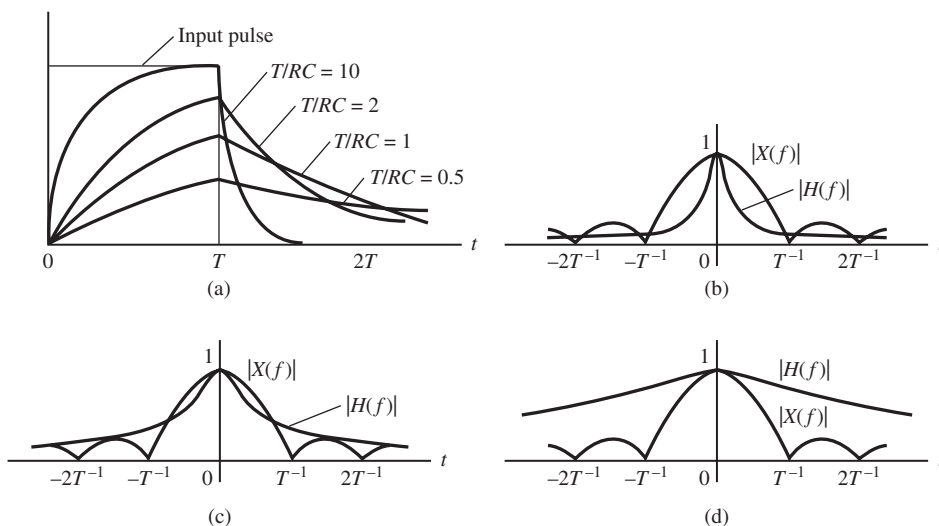 Input pulse
T/RC = 10
T/RC = 2
T/RC = 1
T/RC = 0.5
t
0
T
2T
(a)
1
|X(f)|
|H(f)|
−2T⁻¹
−T⁻¹
0
T⁻¹
2T⁻¹
(b)
1
|X(f)|
|H(f)|
t
−2T⁻¹
−T⁻¹
0
T⁻¹
2T⁻¹
(c)
1
|H(f)|
|X(f)|
−2T⁻¹
−T⁻¹
0
T⁻¹
2T⁻¹
(d)